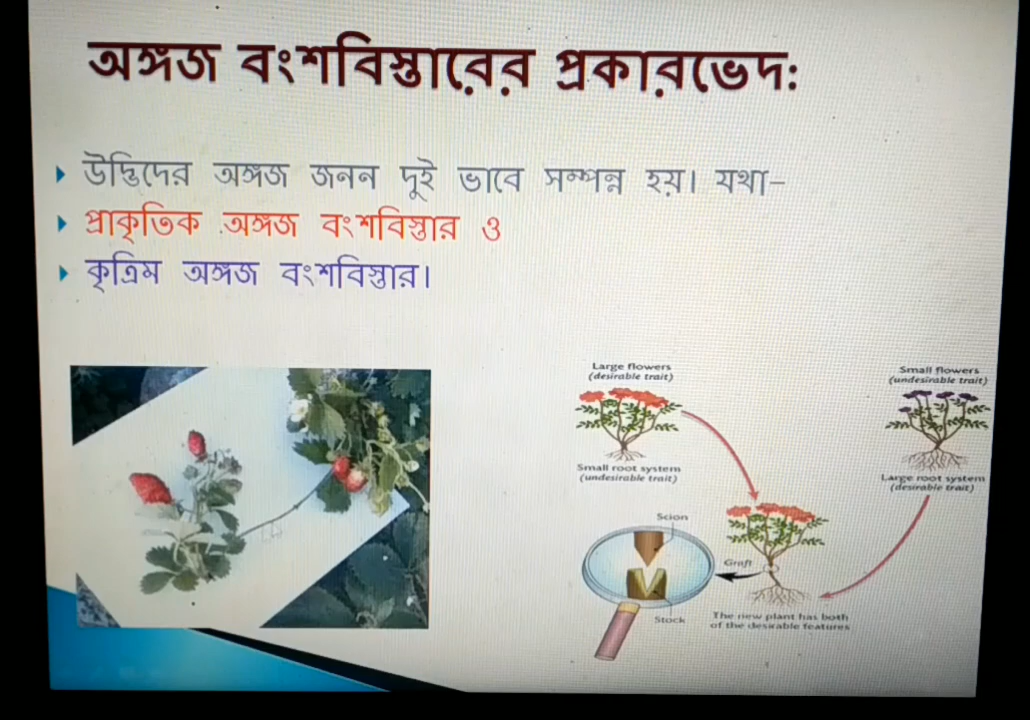 অঙ্গজ বংশবিস্তারের প্রকারভেদ:
উদ্ভিদের অঙ্গজ জনন দুই ভাবে সম্পন্ন হয়। যথা-
প্রাকৃতিক অঙ্গজ বংশবিস্তার ও
কৃত্রিম অঙ্গজ বংশবিস্তার।
Large flowers
(desirable trait)
Small root system
(undesirable trait)
Small flowers
(undesirable trait)
Large root system
(desirable trait)
Scion
Graft
Stock
The new plant has both
of the desirable features